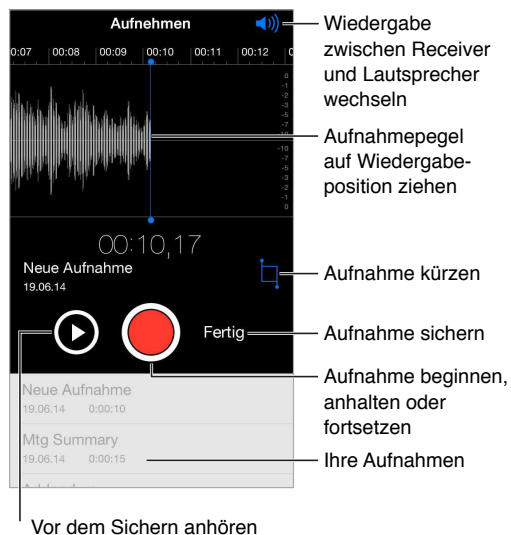 Aufnehmen
Wiedergabe
zwischen Receiver
und Lautsprecher
wechseln
0:07 00:08 00:09 00:10 00:11 00:12 0
0
-1
-2
-3
-5
-7
-10
-10
-7
-5
-3
-2
-1
0
Aufnahmepegel
auf Wiedergabe-
position ziehen
00:10,17
Neue Aufnahme
19.06.14
Aufnahme kürzen
Fertig
Aufnahme sichern
Aufnahme beginnen,
anhalten oder
fortsetzen
Neue Aufnahme
19.06.14 0:00:10
Mtg Summary
19.06.14 0:00:15
Ihre Aufnahmen
Vor dem Sichern anhören